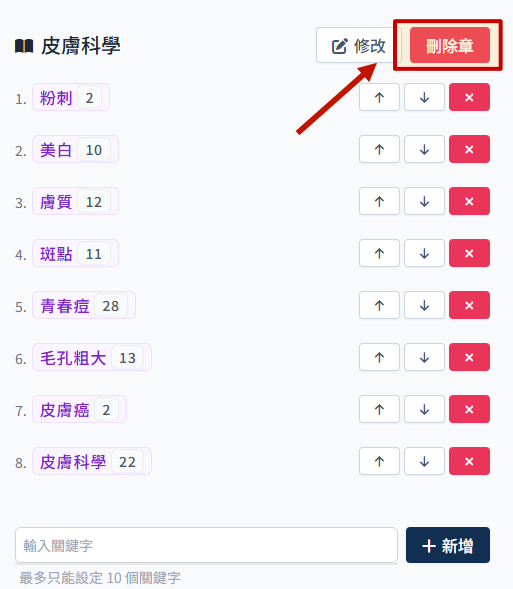 皮膚科學 修改 刪除章
1. 粉刺 2 ↑ ↓ ×
2. 美白 10 ↑ ↓ ×
3. 膚質 12 ↑ ↓ ×
4. 斑點 11 ↑ ↓ ×
5. 青春痘 28 ↑ ↓ ×
6. 毛孔粗大 13 ↑ ↓ ×
7. 皮膚癌 2 ↑ ↓ ×
8. 皮膚科學 22 ↑ ↓ ×
輸入關鍵字 + 新增
最多只能設定 10 個關鍵字